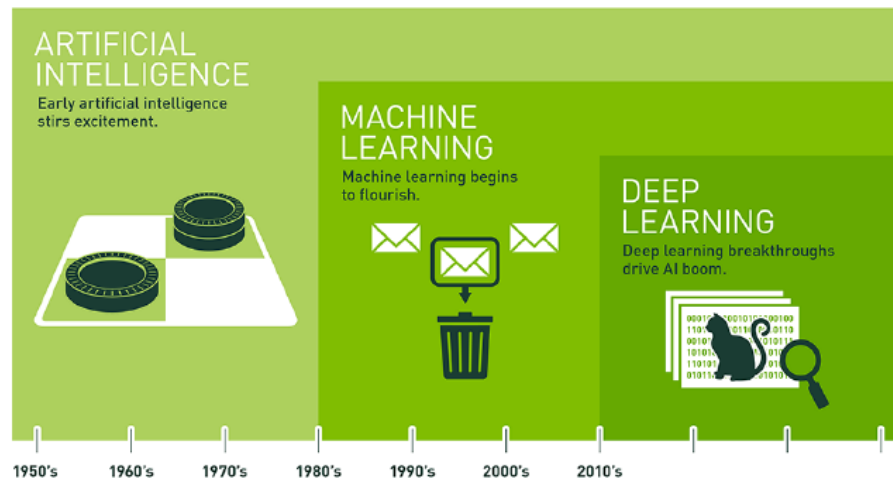 ARTIFICIAL
INTELLIGENCE
Early artificial intelligence
stirs excitement.
MACHINE
LEARNING
Machine learning begins
to flourish.
DEEP
LEARNING
Deep learning breakthroughs
drive AI boom.
1950's 1960's 1970's 1980's 1990's 2000's 2010's